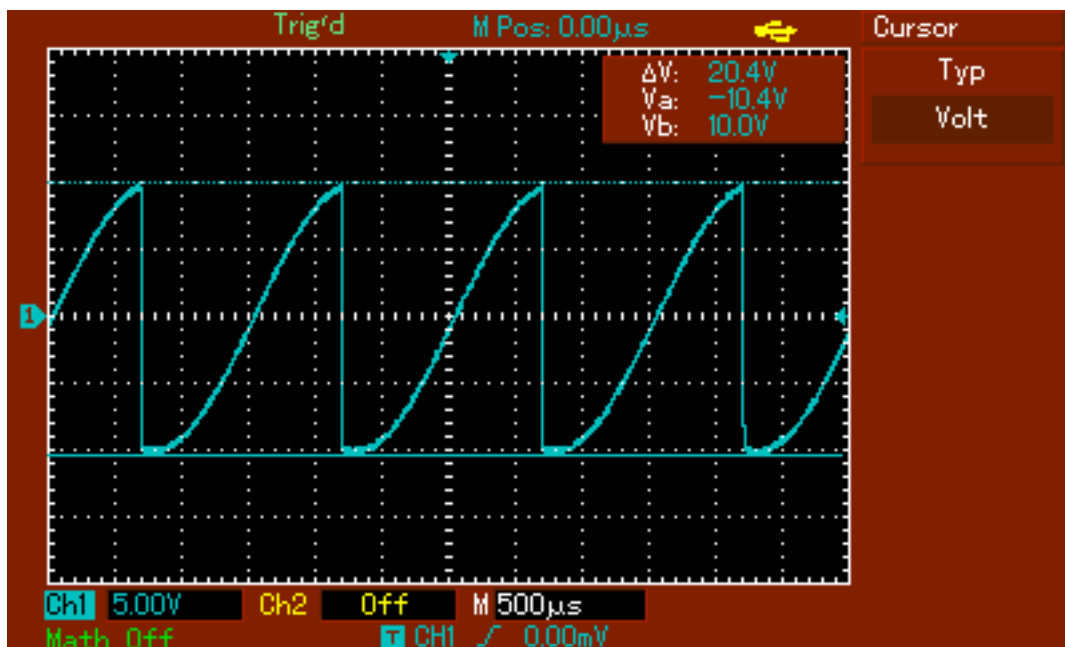 Trig'd M Pos: 0.00µs Cursor
ΔV: 20.4V
Va: -10.4V
Vb: 10.0V
Typ
Volt
1
Ch1 5.00V Ch2 Off M 500µs
Math Off T CH1 0.00mV